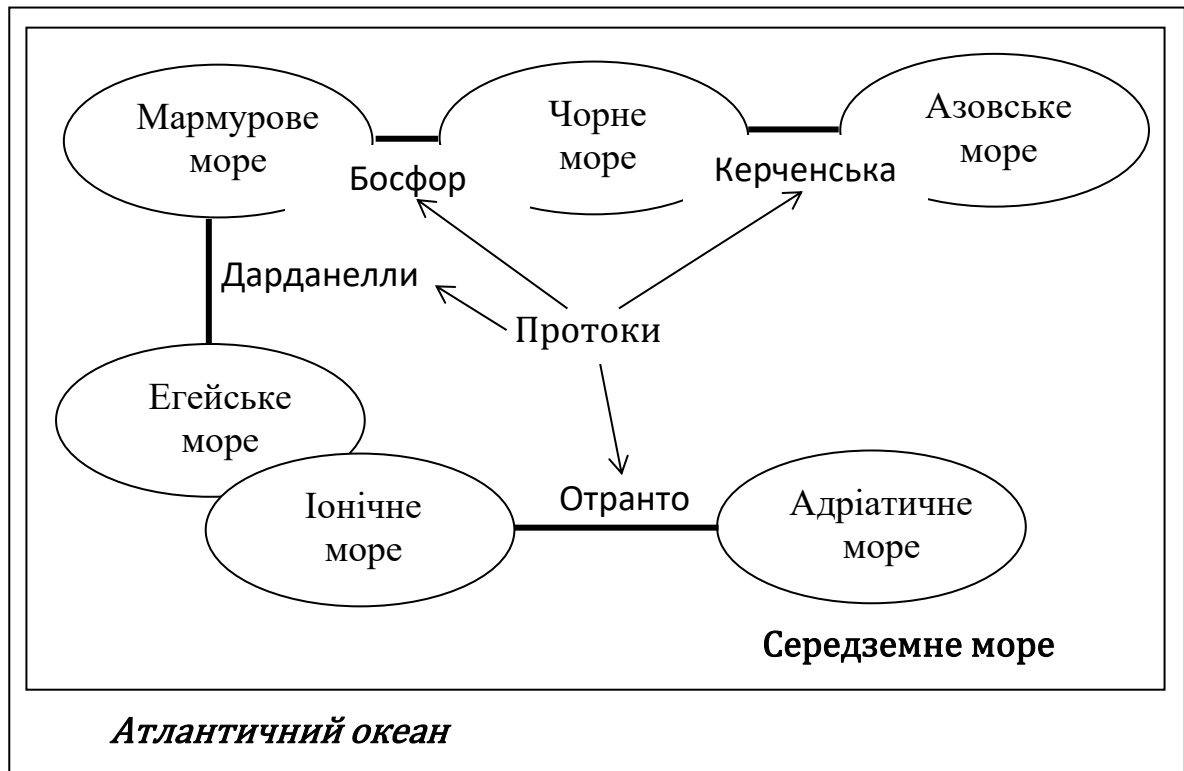 Мармурове
море
Чорне
море
Азовське
море
Босфор
Керченська
Дарданелли
Протоки
Егейське
море
Іонічне
море
Отранто
Адріатичне
море
Середземне море
Атлантичний океан